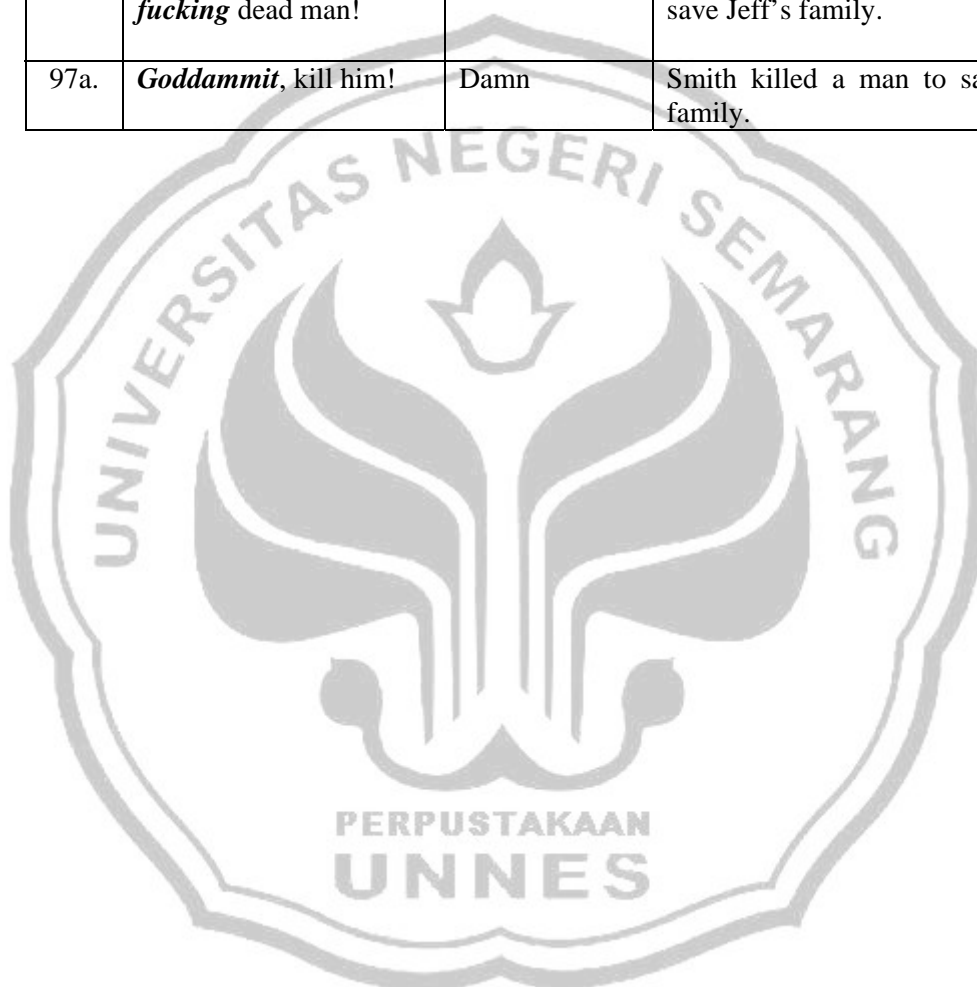 fucking dead man! save Jeff’s family.
97a. Goddammit, kill him! Damn Smith killed a man to
family.
UNIVERSITAS NEGERI SEMARANG
PERPUSTAKAAN
UNNES